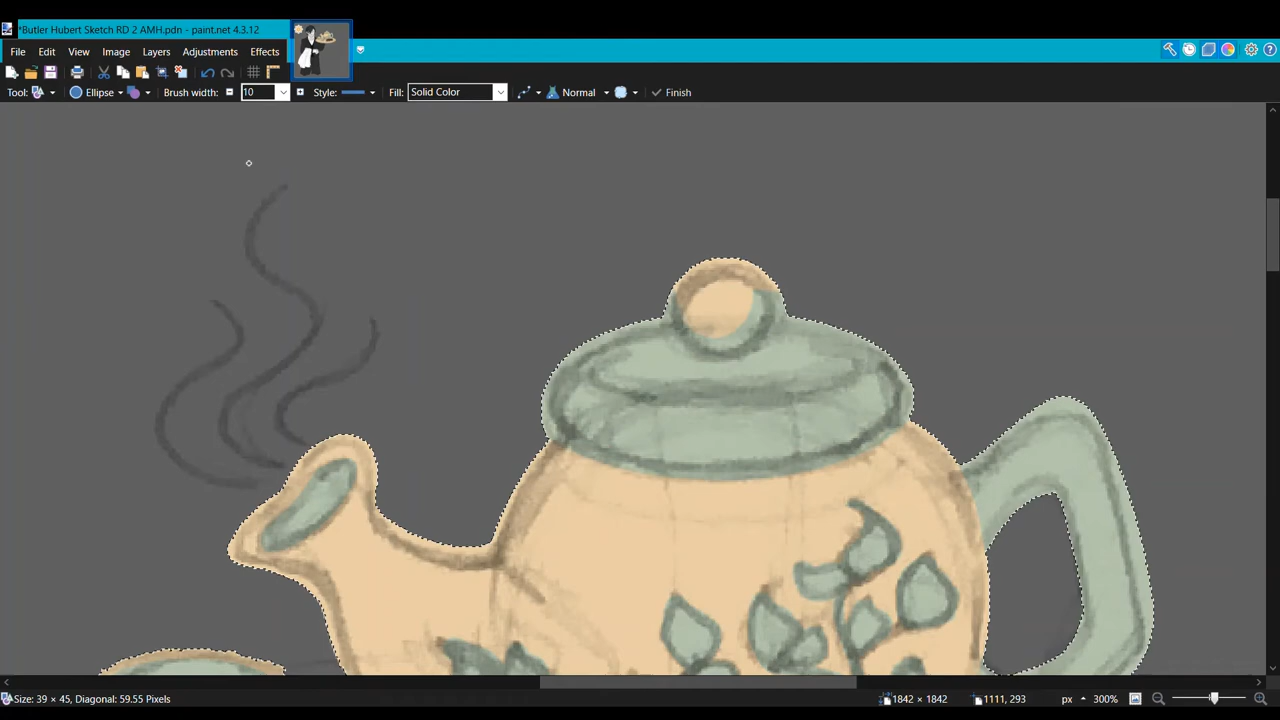 *Butler Hubert Sketch RD 2 AMH.pdn - paint.net 4.3.12
File Edit View Image Layers Adjustments Effects
Tool: Ellipse Brush width: 10 Style: Fill: Solid Color Normal Finish
Size: 39 × 45, Diagonal: 59.55 Pixels 1842 × 1842 1111, 293 px 300%